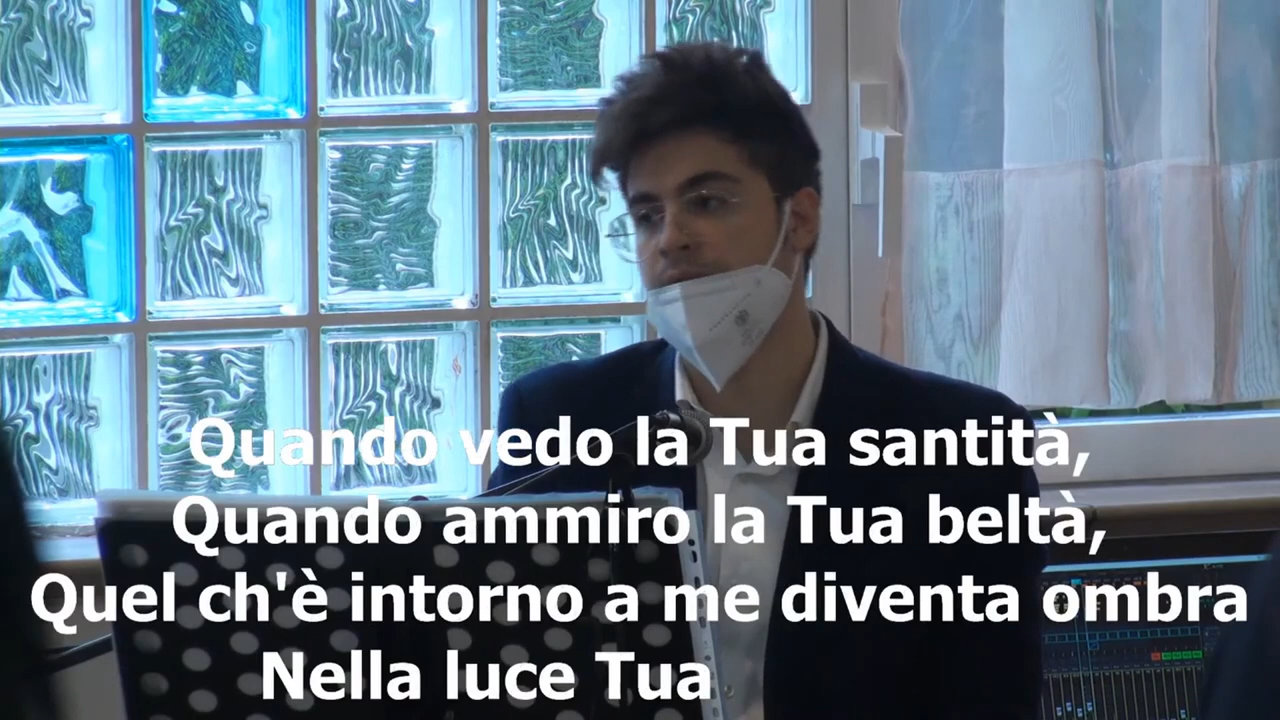 Quando vedo la Tua santità,
Quando ammiro la Tua beltà,
Quel ch'è intorno a me diventa ombra
Nella luce Tua